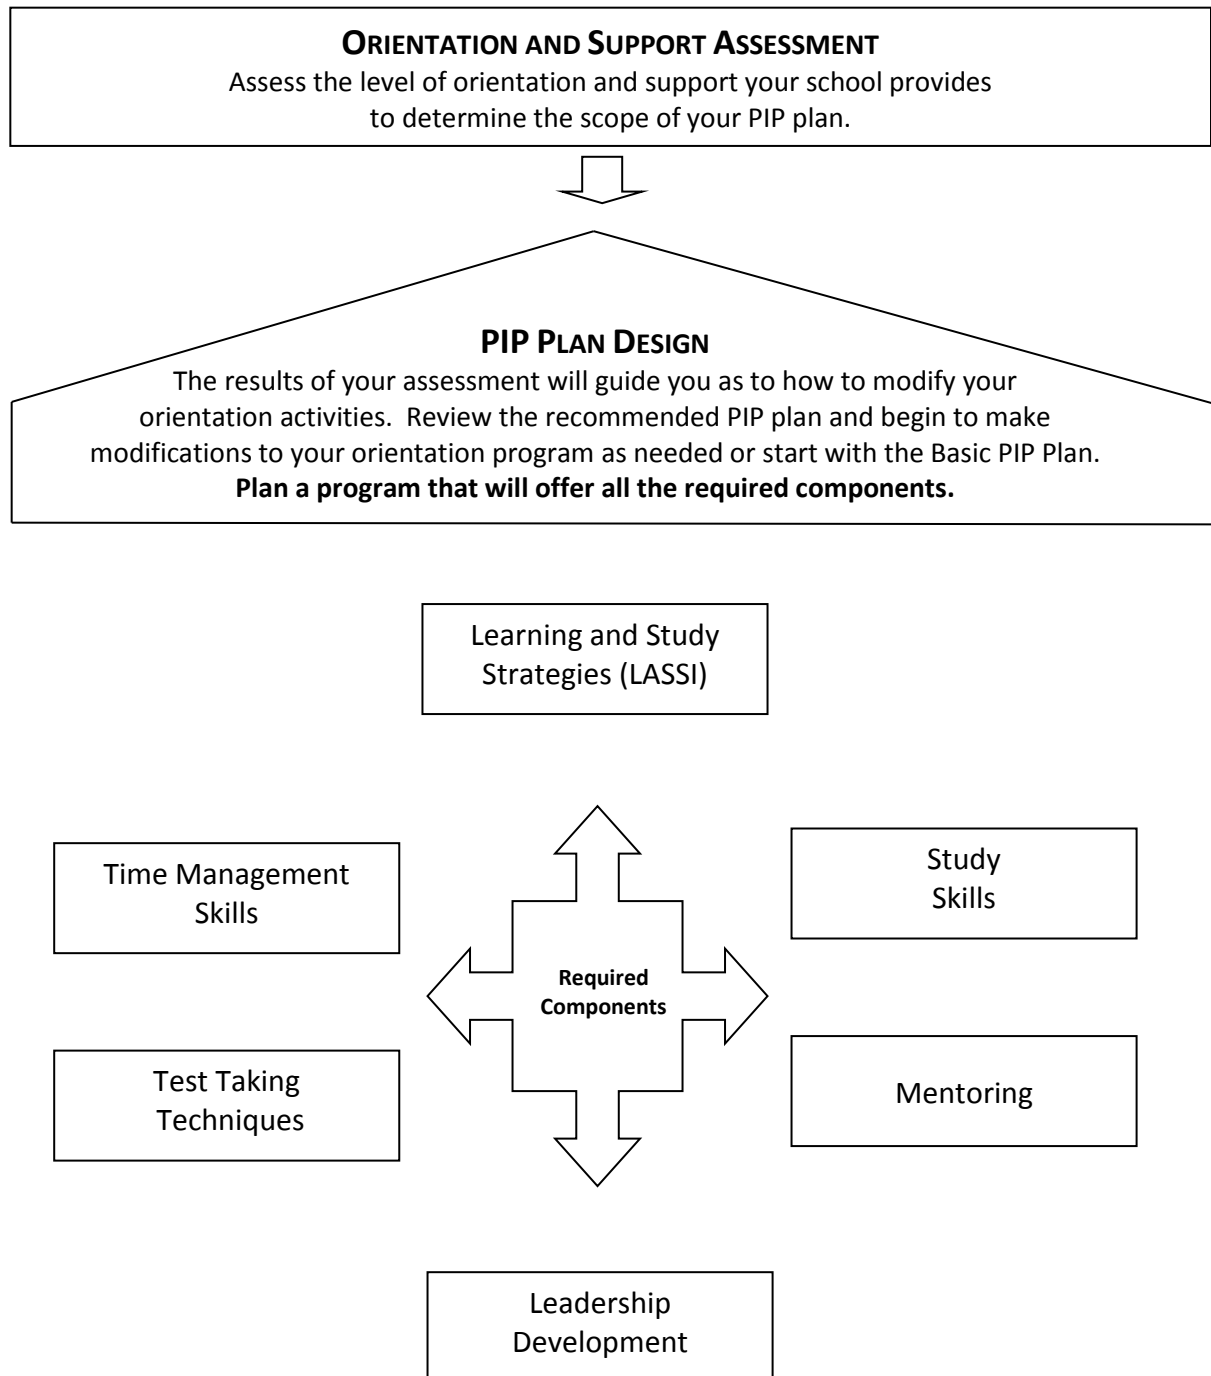 ORIENTATION AND SUPPORT ASSESSMENT
Assess the level of orientation and support your school provides
to determine the scope of your PIP plan.
PIP PLAN DESIGN
The results of your assessment will guide you as to how to modify your
orientation activities.  Review the recommended PIP plan and begin to make
modifications to your orientation program as needed or start with the Basic PIP Plan.
Plan a program that will offer all the required components.
Learning and Study
Strategies (LASSI)
Time Management
Skills
Study
Skills
Required
Components
Test Taking
Techniques
Mentoring
Leadership
Development